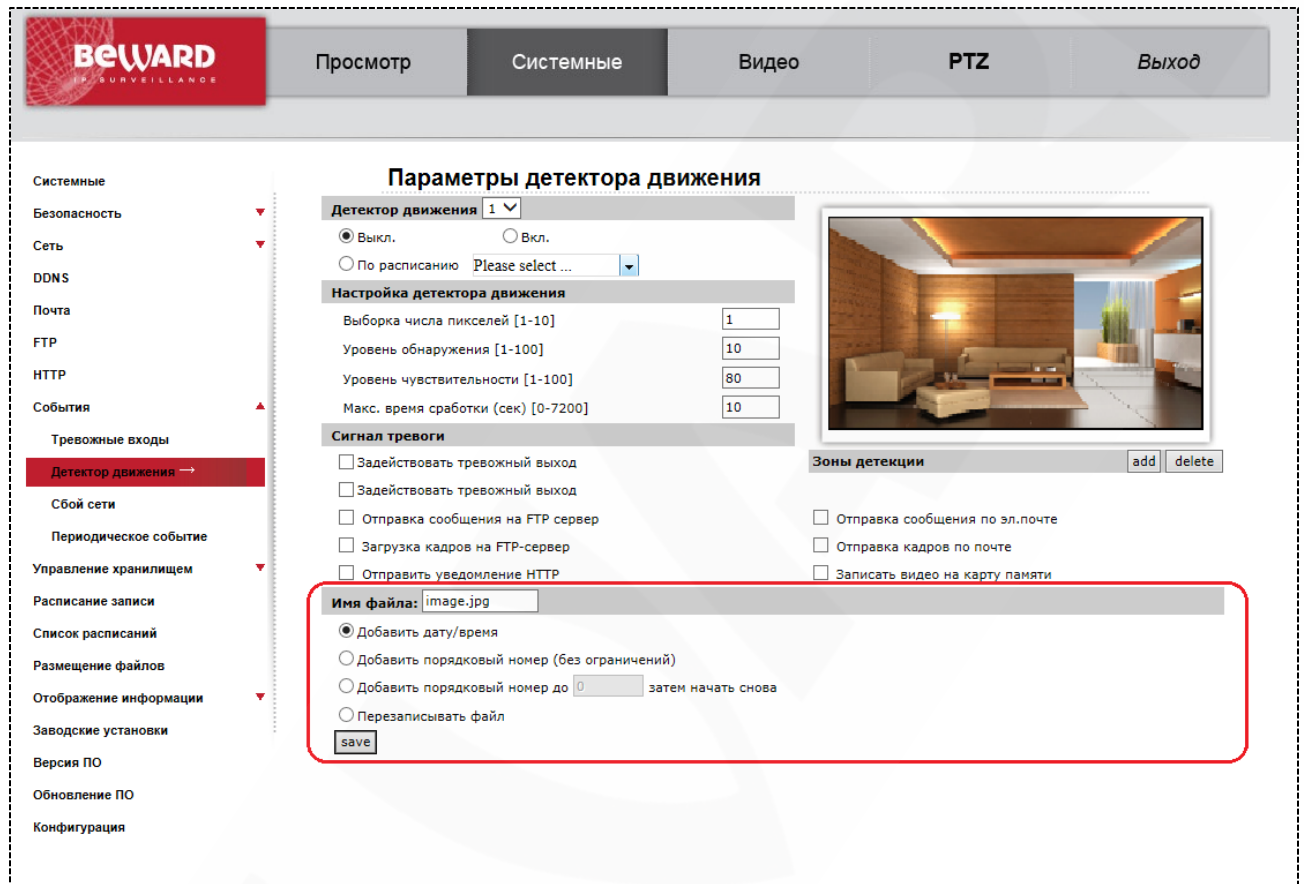 BEWARD
IP SURVEILLANCE
Просмотр Системные Видео PTZ Выход
Системные
Безопасность
Сеть
DDNS
Почта
FTP
HTTP
События
Тревожные входы
Детектор движения →
Сбой сети
Периодическое событие
Управление хранилищем
Расписание записи
Список расписаний
Размещение файлов
Отображение информации
Заводские установки
Версия ПО
Обновление ПО
Конфигурация
Параметры детектора движения
Детектор движения 1
Выкл. Вкл.
По расписанию Please select ...
Настройка детектора движения
Выборка числа пикселей [1-10] 1
Уровень обнаружения [1-100] 10
Уровень чувствительности [1-100] 80
Макс. время сработки (сек) [0-7200] 10
Сигнал тревоги
Зоны детекции add delete
Задействовать тревожный выход
Задействовать тревожный выход
Отправка сообщения на FTP сервер Отправка сообщения по эл.почте
Загрузка кадров на FTP-сервер Отправка кадров по почте
Отправить уведомление HTTP Записать видео на карту памяти
Имя файла: image.jpg
Добавить дату/время
Добавить порядковый номер (без ограничений)
Добавить порядковый номер до 0 затем начать снова
Перезаписывать файл
save